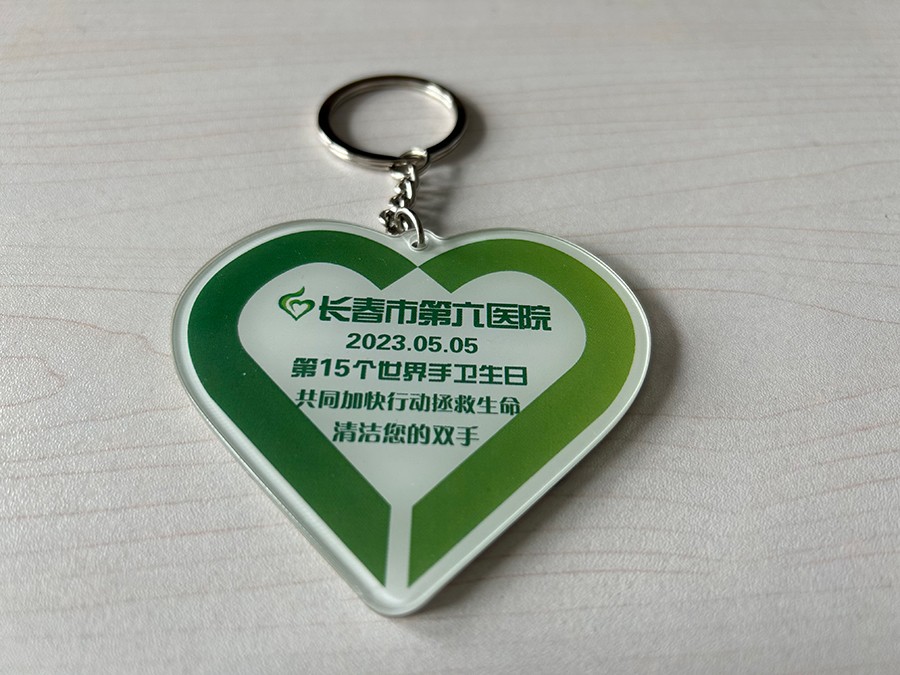 长春市第六医院
2023.05.05
第15个世界手卫生日
共同加快行动拯救生命
清洁您的双手